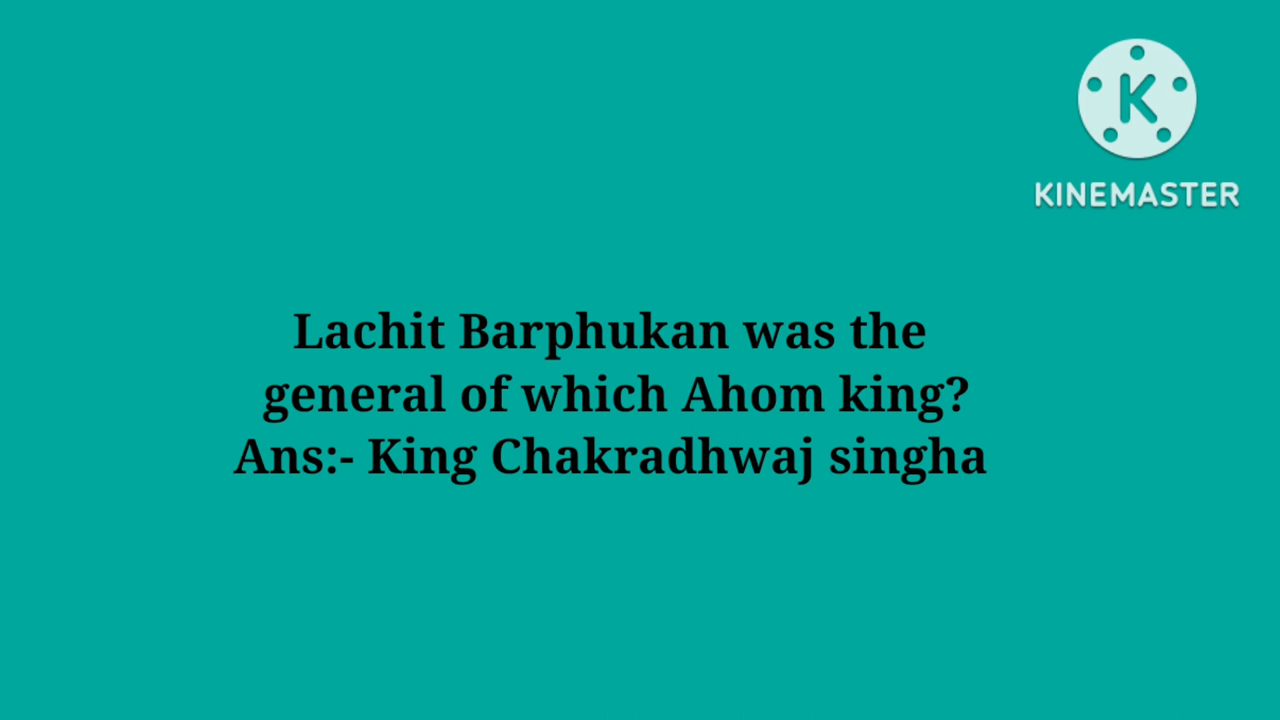 K
KINEMASTER
Lachit Barphukan was the
general of which Ahom king?
Ans:- King Chakradhwaj singha